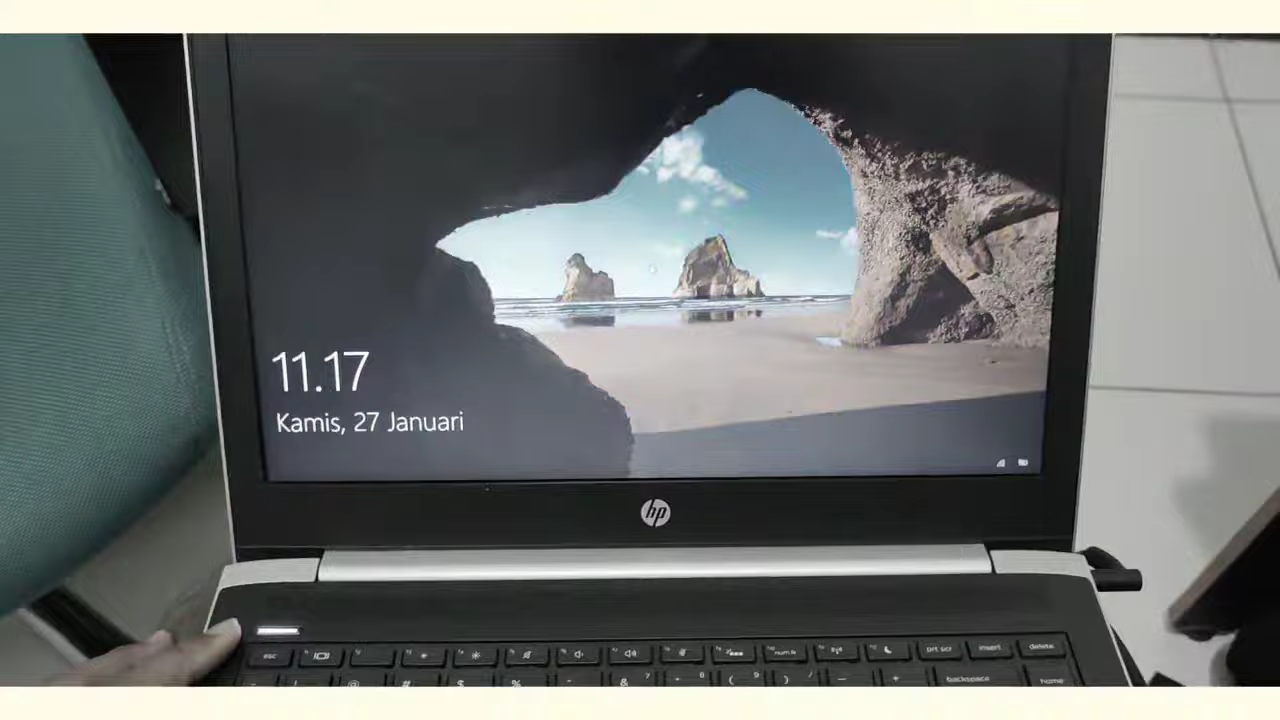 11.17
Kamis, 27 Januari
hp
esc
num lk
prt scr
insert
delete
backspace
home